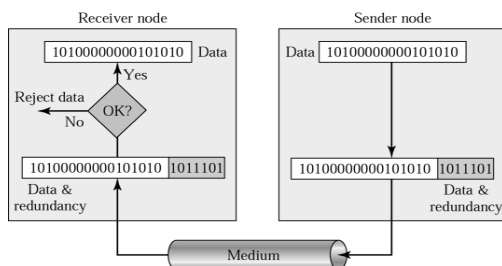 Receiver node
Sender node
10100000000101010 Data
Data 10100000000101010
Yes
Reject data
OK?
No
10100000000101010 1011101
10100000000101010 1011101
Data &
redundancy
Data &
redundancy
Medium